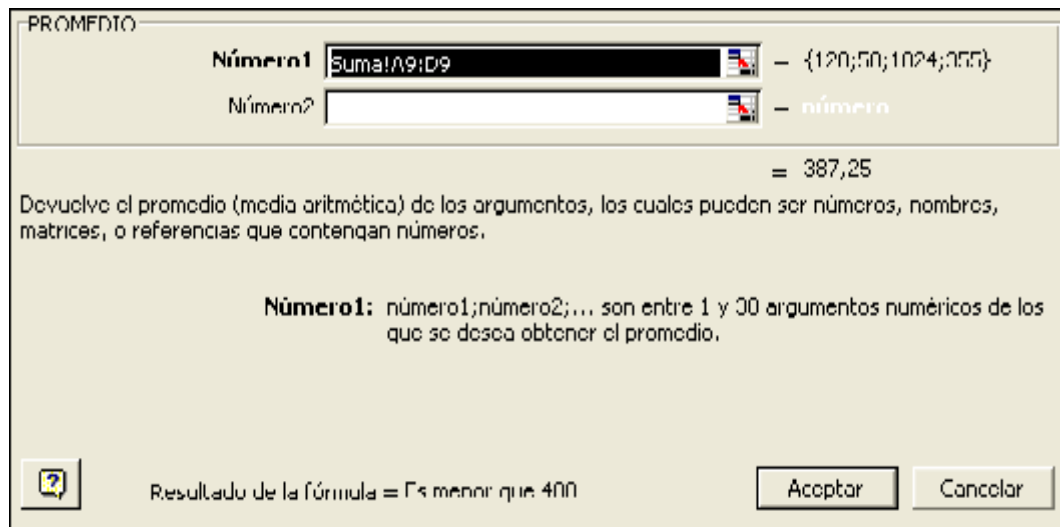 PROMEDIO
Número1 Suma!A9:D9 = {120;50;1024;355}
Número2 = número
= 387,25
Devuelve el promedio (media aritmética) de los argumentos, los cuales pueden ser números, nombres,
matrices, o referencias que contengan números.
Número1: número1;número2;... son entre 1 y 30 argumentos numéricos de los
que se desea obtener el promedio.
Resultado de la fórmula = Es menor que 400
Aceptar Cancelar